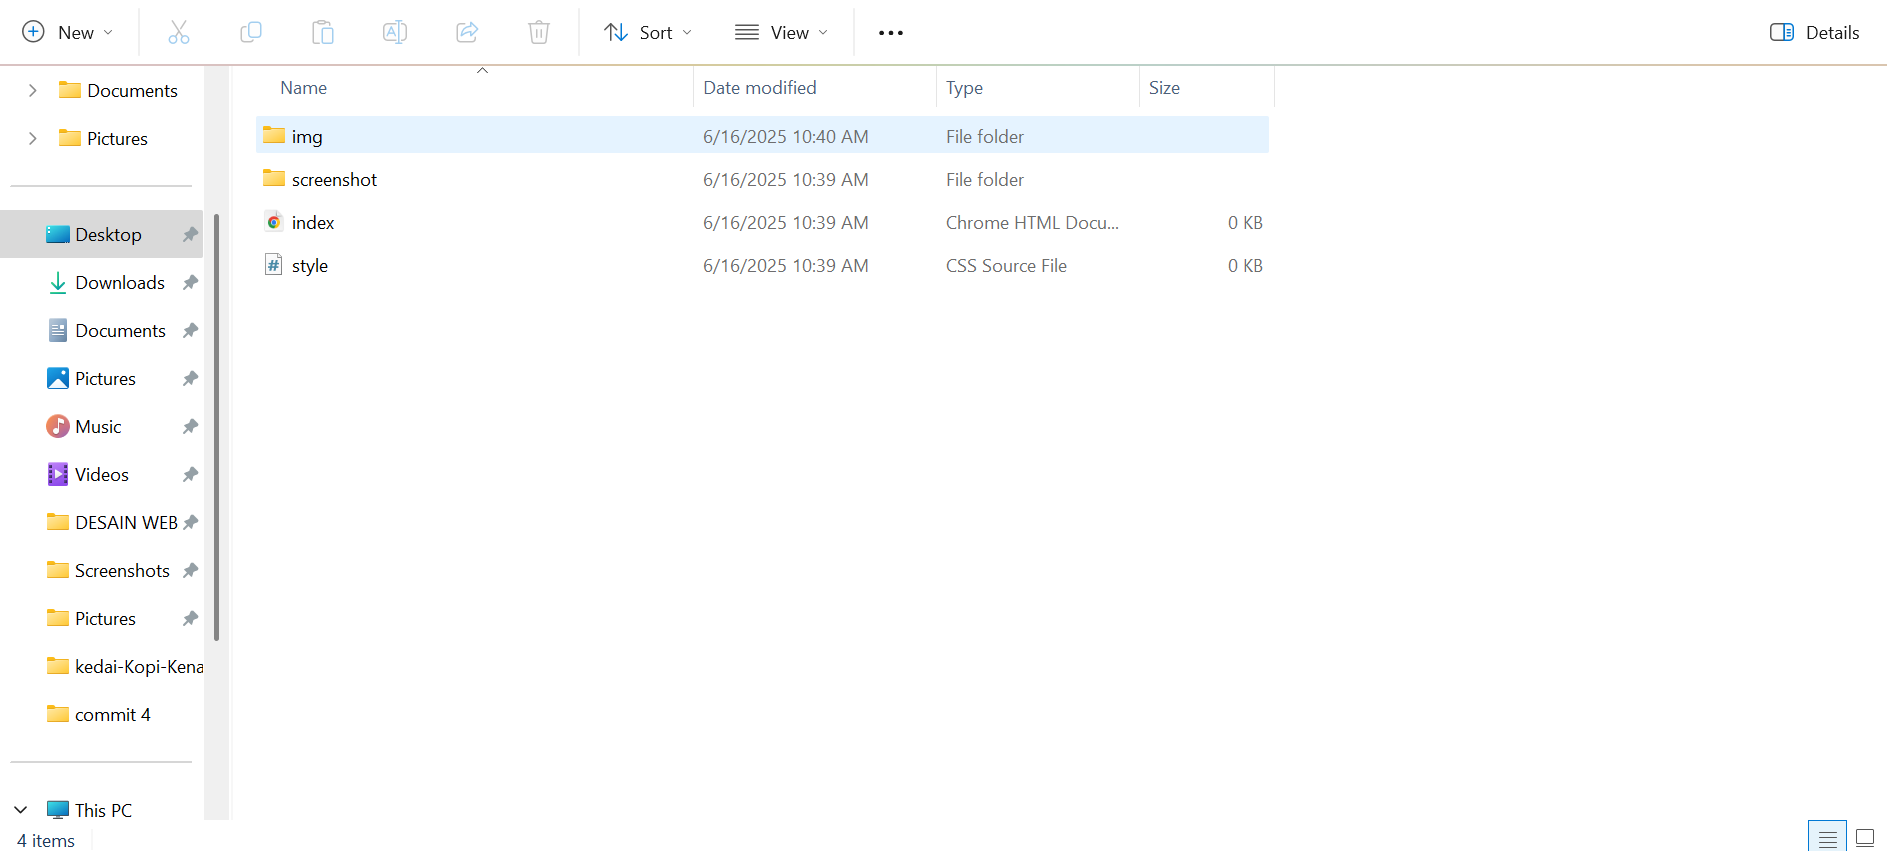 New
Sort
View
Details
Documents
Pictures
Desktop
Downloads
Documents
Pictures
Music
Videos
DESAIN WEB
Screenshots
Pictures
kedai-Kopi-Kena
commit 4
This PC
Name Date modified Type Size
img 6/16/2025 10:40 AM File folder
screenshot 6/16/2025 10:39 AM File folder
index 6/16/2025 10:39 AM Chrome HTML Docu... 0 KB
style 6/16/2025 10:39 AM CSS Source File 0 KB
4 items